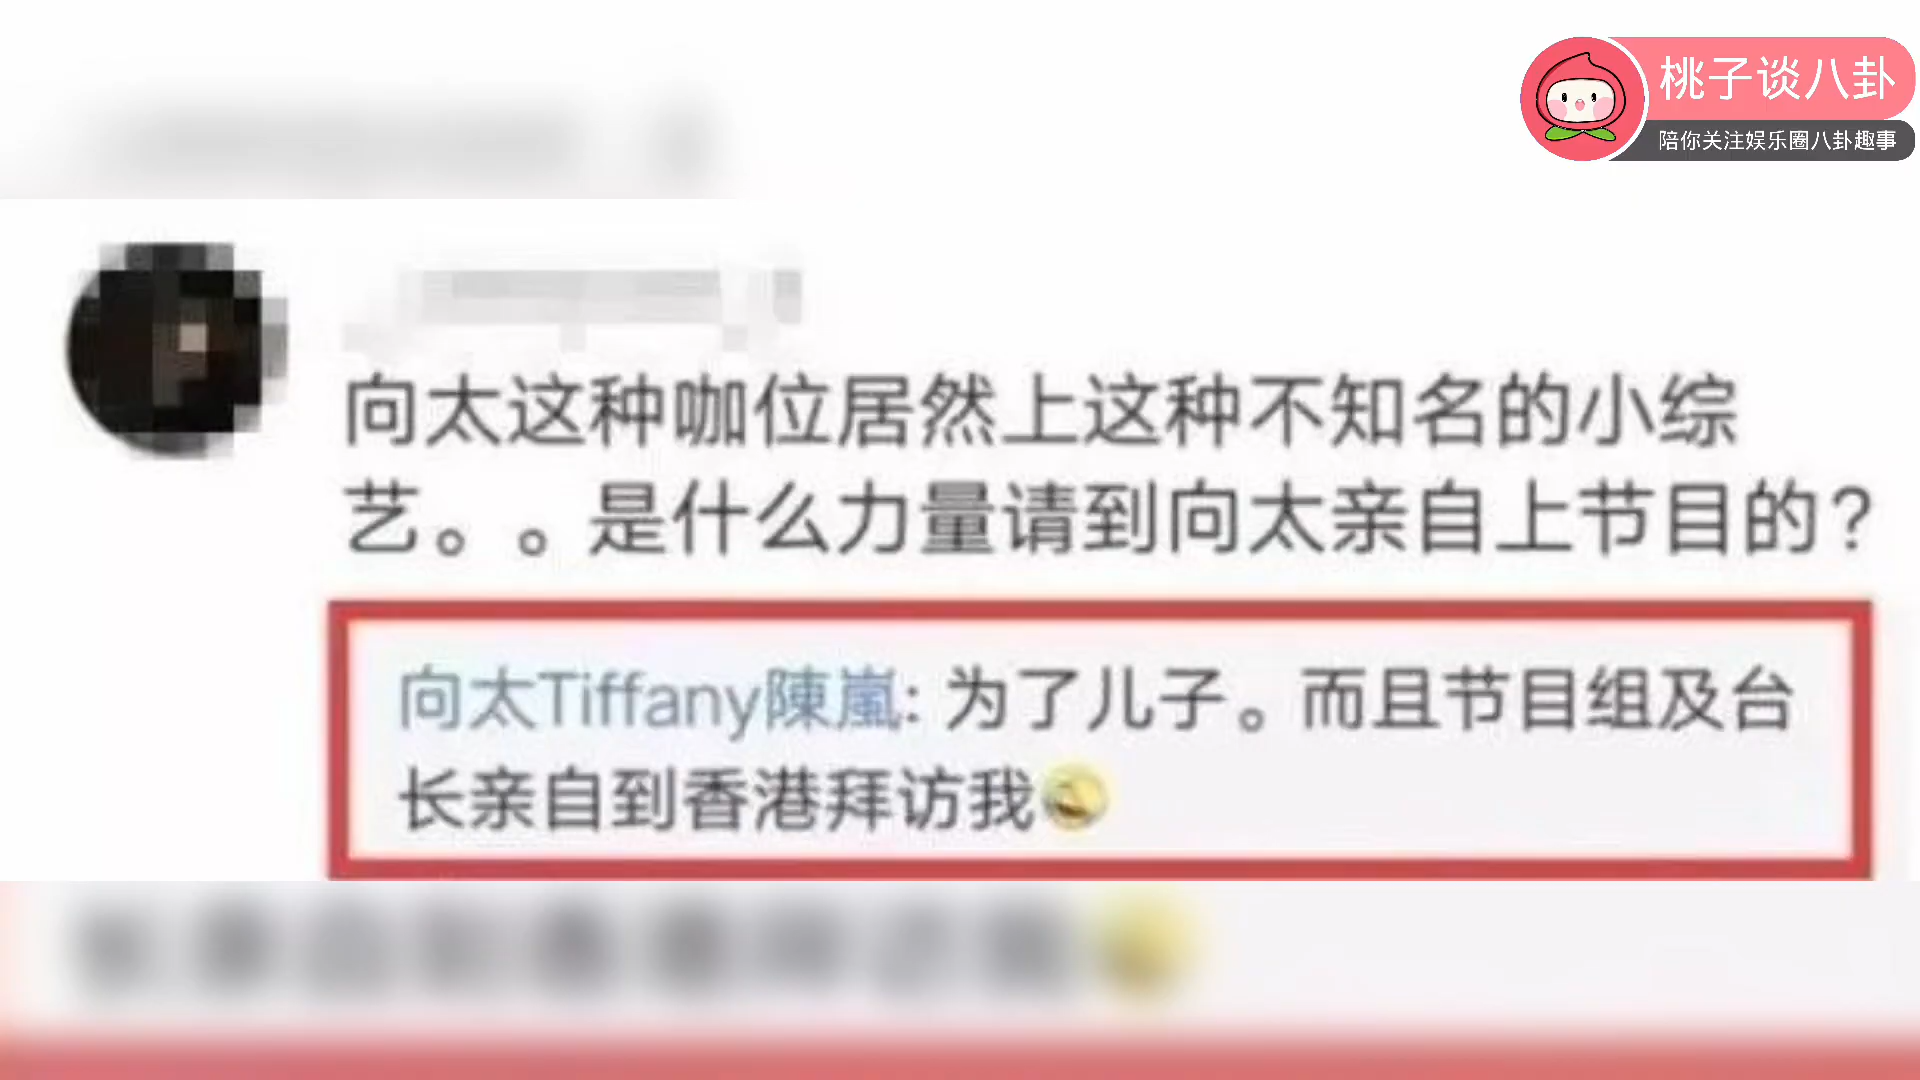 桃子谈八卦
陪你关注娱乐圈八卦趣事
向太这种咖位居然上这种不知名的小综
艺。。是什么力量请到向太亲自上节目的？
向太Tiffany陳嵐: 为了儿子。而且节目组及台
长亲自到香港拜访我